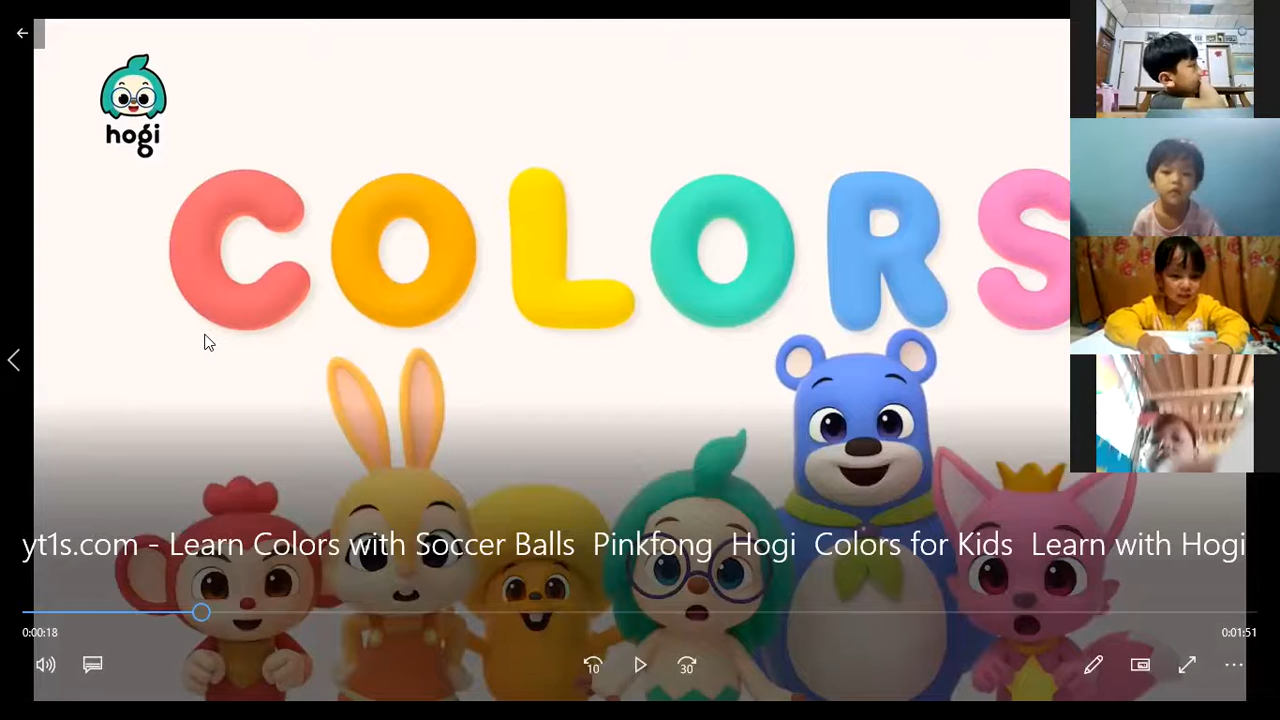 hogi
COLORS
yt1s.com - Learn Colors with Soccer Balls Pinkfong Hogi Colors for Kids Learn with Hogi
0:00:18
0:01:51
10
30